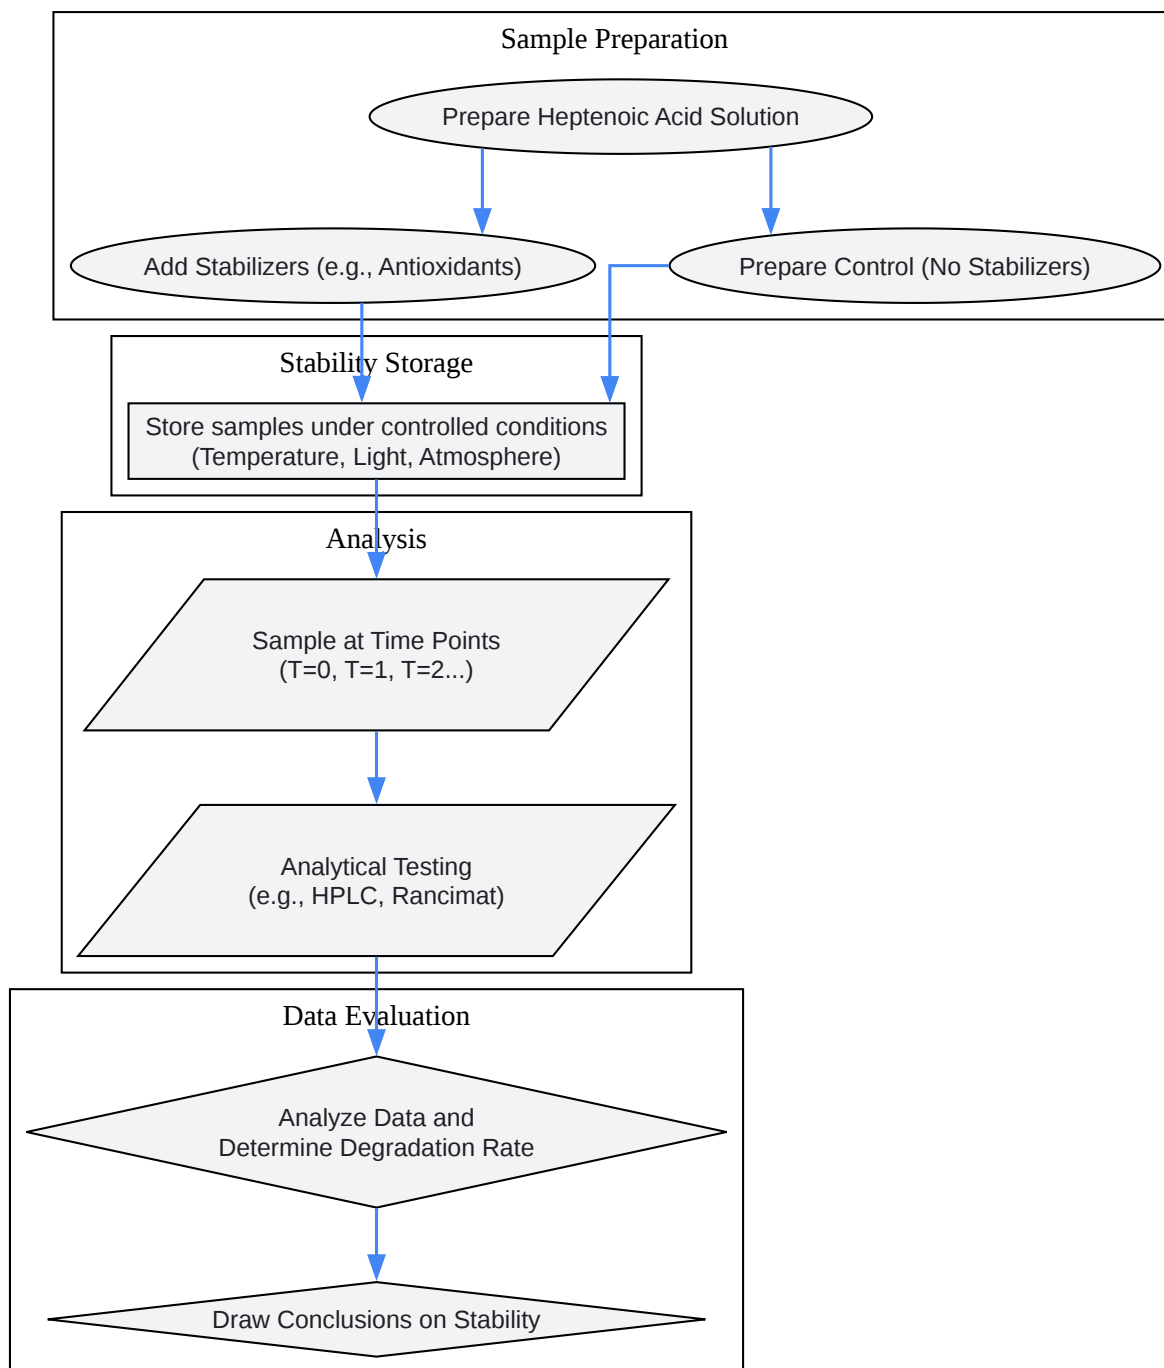 Sample Preparation
Prepare Heptenoic Acid Solution
Add Stabilizers (e.g., Antioxidants)
Prepare Control (No Stabilizers)
Stability Storage
Store samples under controlled conditions
(Temperature, Light, Atmosphere)
Analysis
Sample at Time Points
(T=0, T=1, T=2...)
Analytical Testing
(e.g., HPLC, Rancimat)
Data Evaluation
Analyze Data and
Determine Degradation Rate
Draw Conclusions on Stability